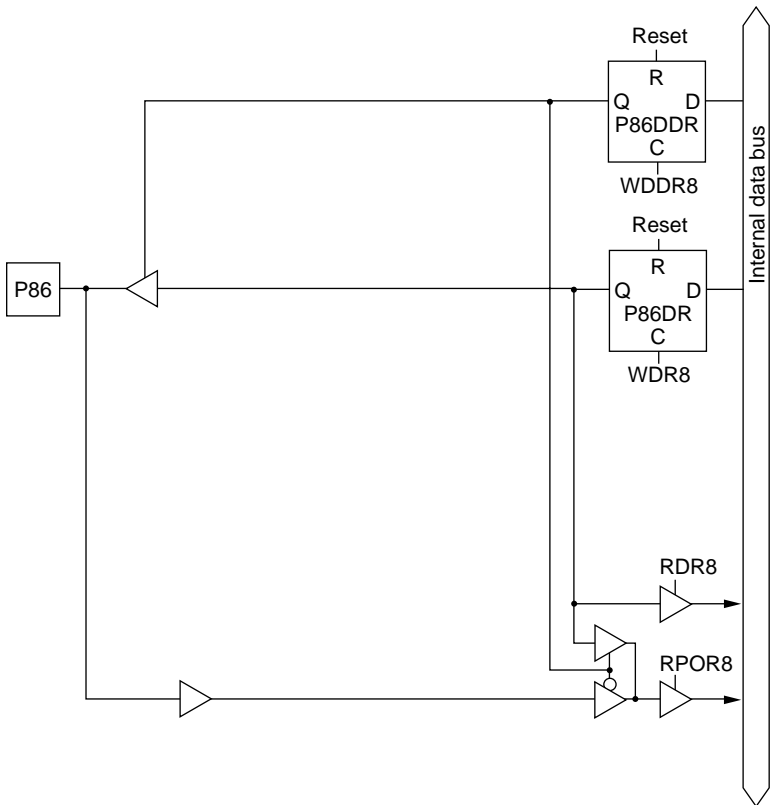 Reset
R
Q D
P86DDR
C
WDDR8
Internal data bus
Reset
R
P86
Q D
P86DR
C
WDR8
RDR8
RPOR8